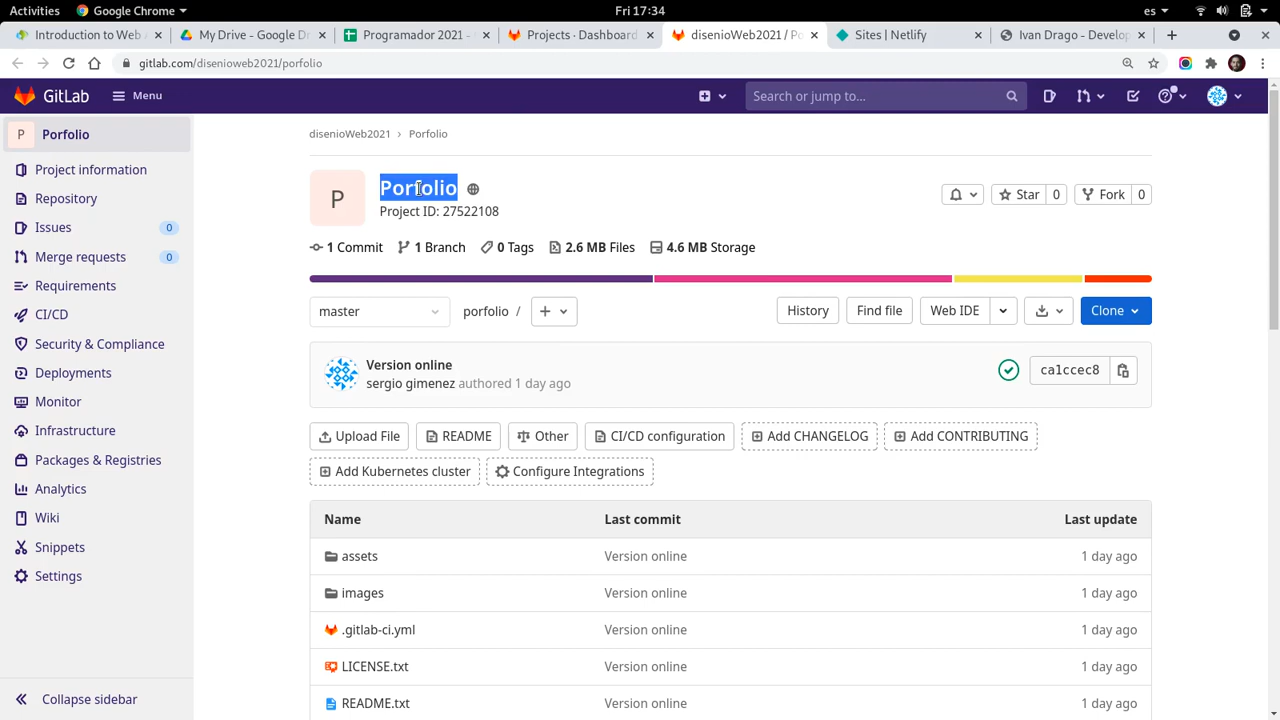 Activities Google Chrome Fri 17:34 es
Introduction to Web A My Drive - Google D Programador 2021 - Projects · Dashboard disenioWeb2021 / Po Sites | Netlify Ivan Drago - Develop
gitlab.com/disenioweb2021/porfolio
GitLab Menu Search or jump to...
P Porfolio
Project information
Repository
Issues 0
Merge requests 0
Requirements
CI/CD
Security & Compliance
Deployments
Monitor
Infrastructure
Packages & Registries
Analytics
Wiki
Snippets
Settings
Collapse sidebar
disenioWeb2021 › Porfolio
P
Porfolio
Project ID: 27522108
Star 0 Fork 0
1 Commit 1 Branch 0 Tags 2.6 MB Files 4.6 MB Storage
master porfolio / + History Find file Web IDE Clone
Version online
sergio gimenez authored 1 day ago
ca1ccec8
Upload File README Other CI/CD configuration Add CHANGELOG Add CONTRIBUTING
Add Kubernetes cluster Configure Integrations
Name Last commit Last update
assets Version online 1 day ago
images Version online 1 day ago
.gitlab-ci.yml Version online 1 day ago
LICENSE.txt Version online 1 day ago
README.txt Version online 1 day ago